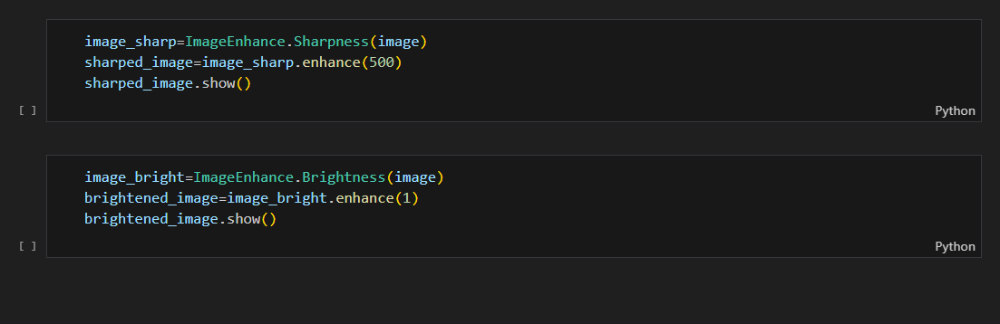 image_sharp=ImageEnhance.Sharpness(image)
sharped_image=image_sharp.enhance(500)
sharped_image.show()
[ ]
Python
image_bright=ImageEnhance.Brightness(image)
brightened_image=image_bright.enhance(1)
brightened_image.show()
[ ]
Python